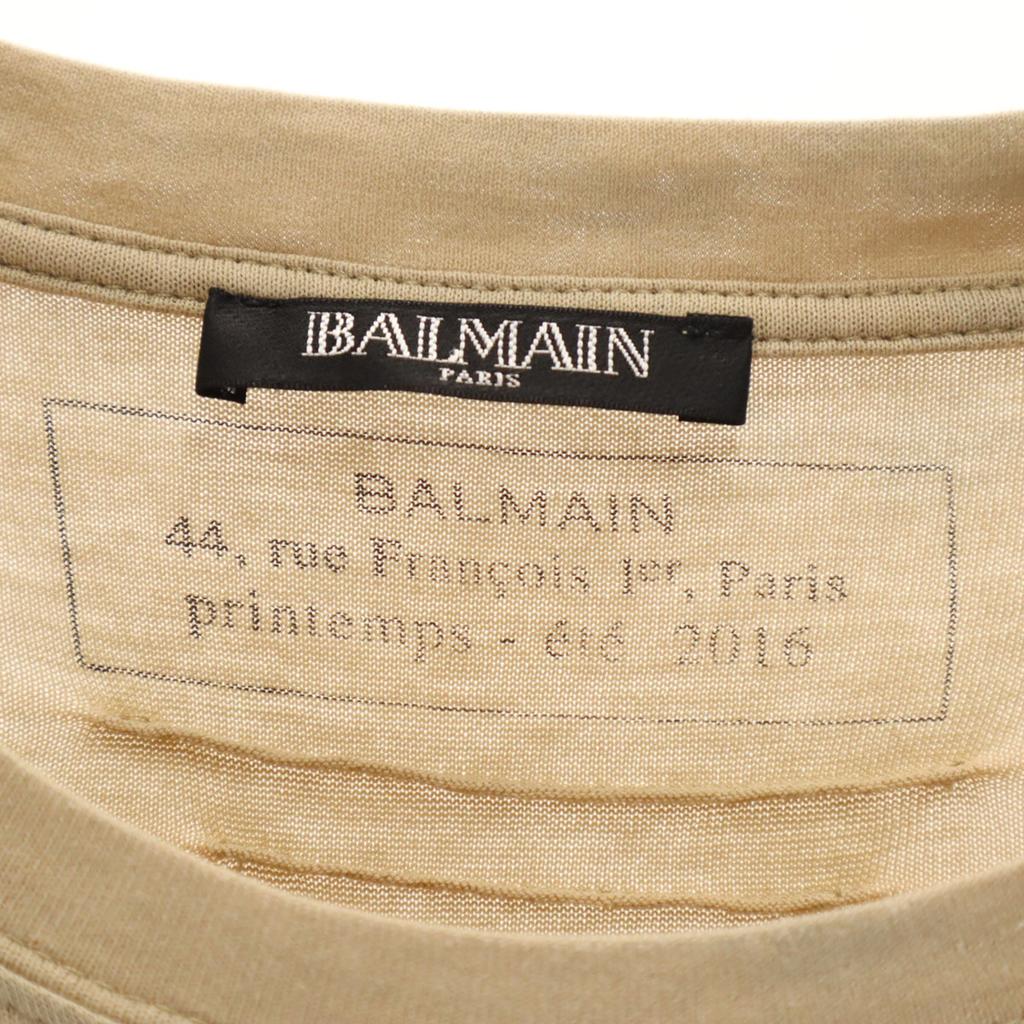 BALMAIN
PARIS
BALMAIN
44, rue François 1er, Paris
printemps - été 2016